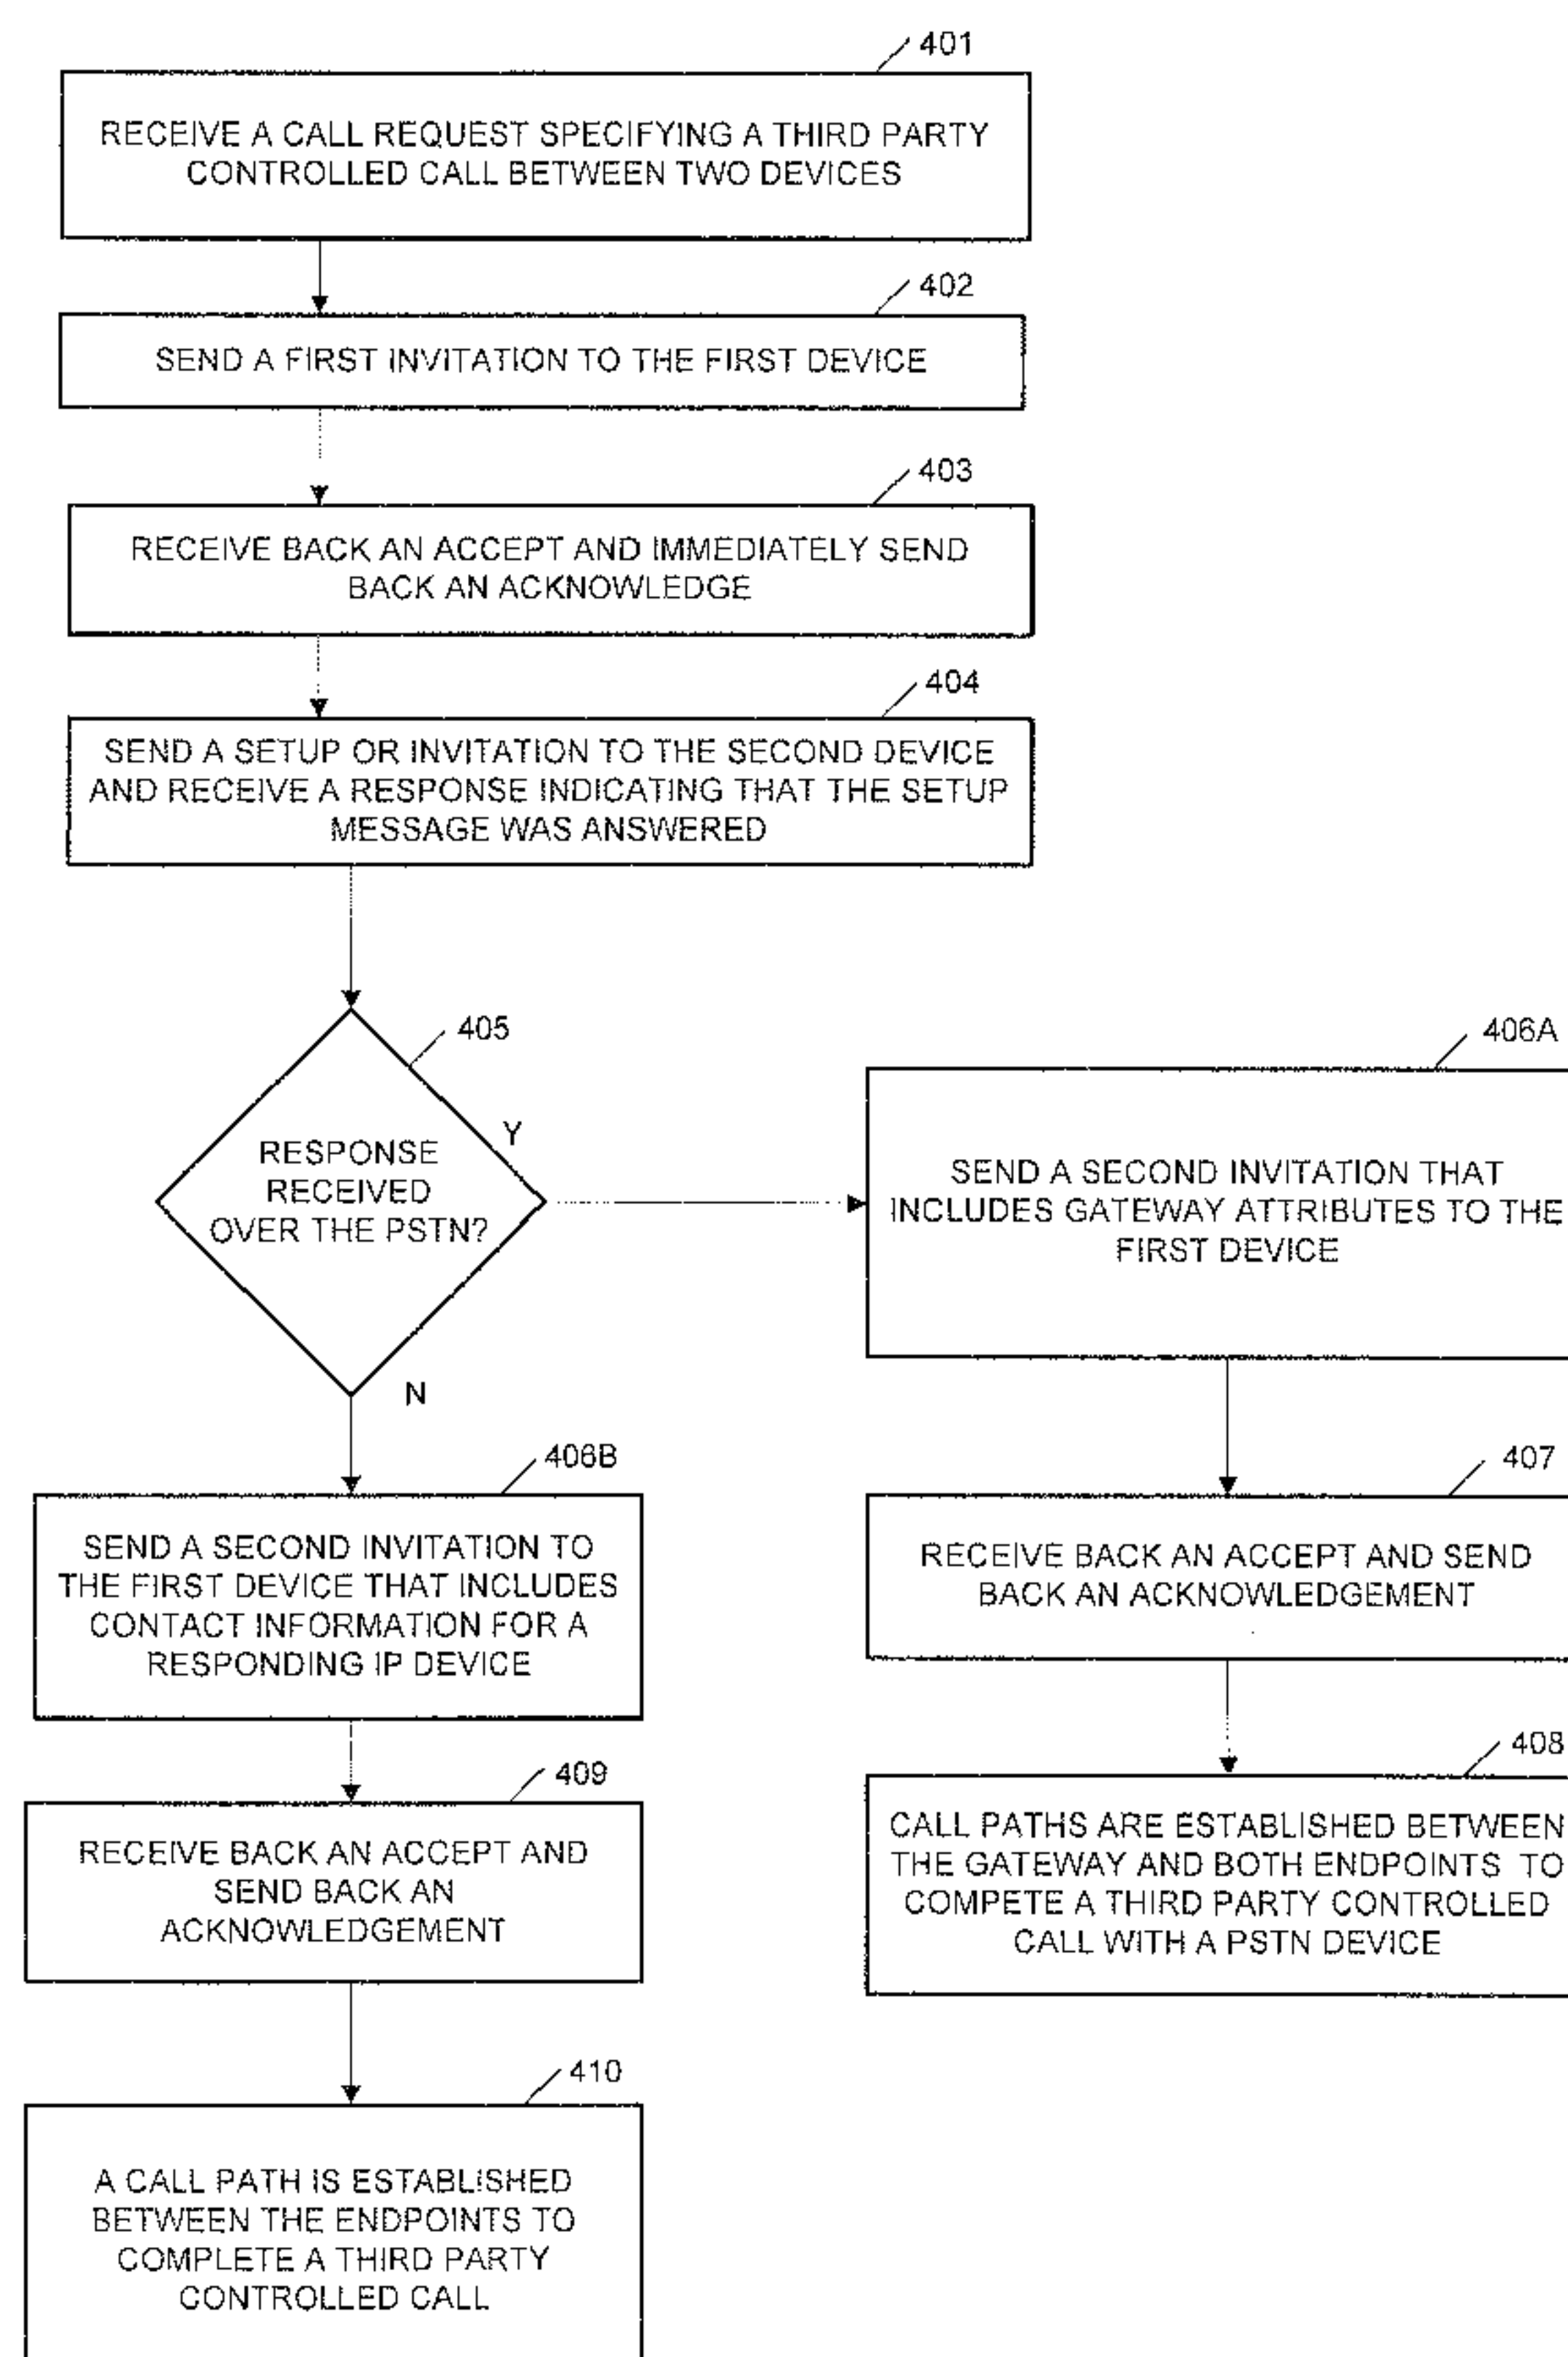 401
RECEIVE A CALL REQUEST SPECIFYING A THIRD PARTY
CONTROLLED CALL BETWEEN TWO DEVICES
402
SEND A FIRST INVITATION TO THE FIRST DEVICE
403
RECEIVE BACK AN ACCEPT AND IMMEDIATELY SEND
BACK AN ACKNOWLEDGE
404
SEND A SETUP OR INVITATION TO THE SECOND DEVICE
AND RECEIVE A RESPONSE INDICATING THAT THE SETUP
MESSAGE WAS ANSWERED
405
RESPONSE
RECEIVED
OVER THE PSTN?
Y
N
406A
SEND A SECOND INVITATION THAT
INCLUDES GATEWAY ATTRIBUTES TO THE
FIRST DEVICE
407
RECEIVE BACK AN ACCEPT AND SEND
BACK AN ACKNOWLEDGEMENT
408
CALL PATHS ARE ESTABLISHED BETWEEN
THE GATEWAY AND BOTH ENDPOINTS TO
COMPETE A THIRD PARTY CONTROLLED
CALL WITH A PSTN DEVICE
406B
SEND A SECOND INVITATION TO
THE FIRST DEVICE THAT INCLUDES
CONTACT INFORMATION FOR A
RESPONDING IP DEVICE
409
RECEIVE BACK AN ACCEPT AND
SEND BACK AN
ACKNOWLEDGEMENT
410
A CALL PATH IS ESTABLISHED
BETWEEN THE ENDPOINTS TO
COMPLETE A THIRD PARTY
CONTROLLED CALL